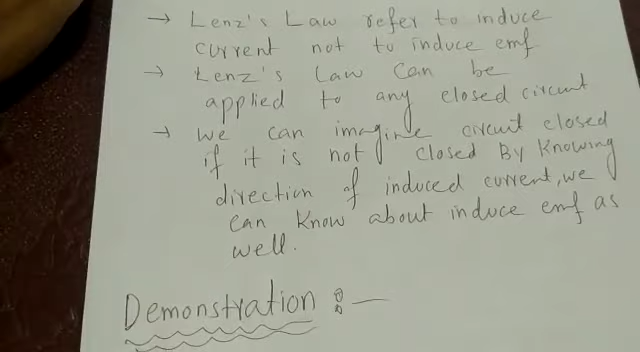 → Lenz's Law refer to induce
current not to induce emf
→ Lenz's Law can be
applied to any closed circuit
→ We can imagine circuit closed
if it is not closed By Knowing
direction of induced current, we
can Know about induce emf as
well.
Demonstration :-